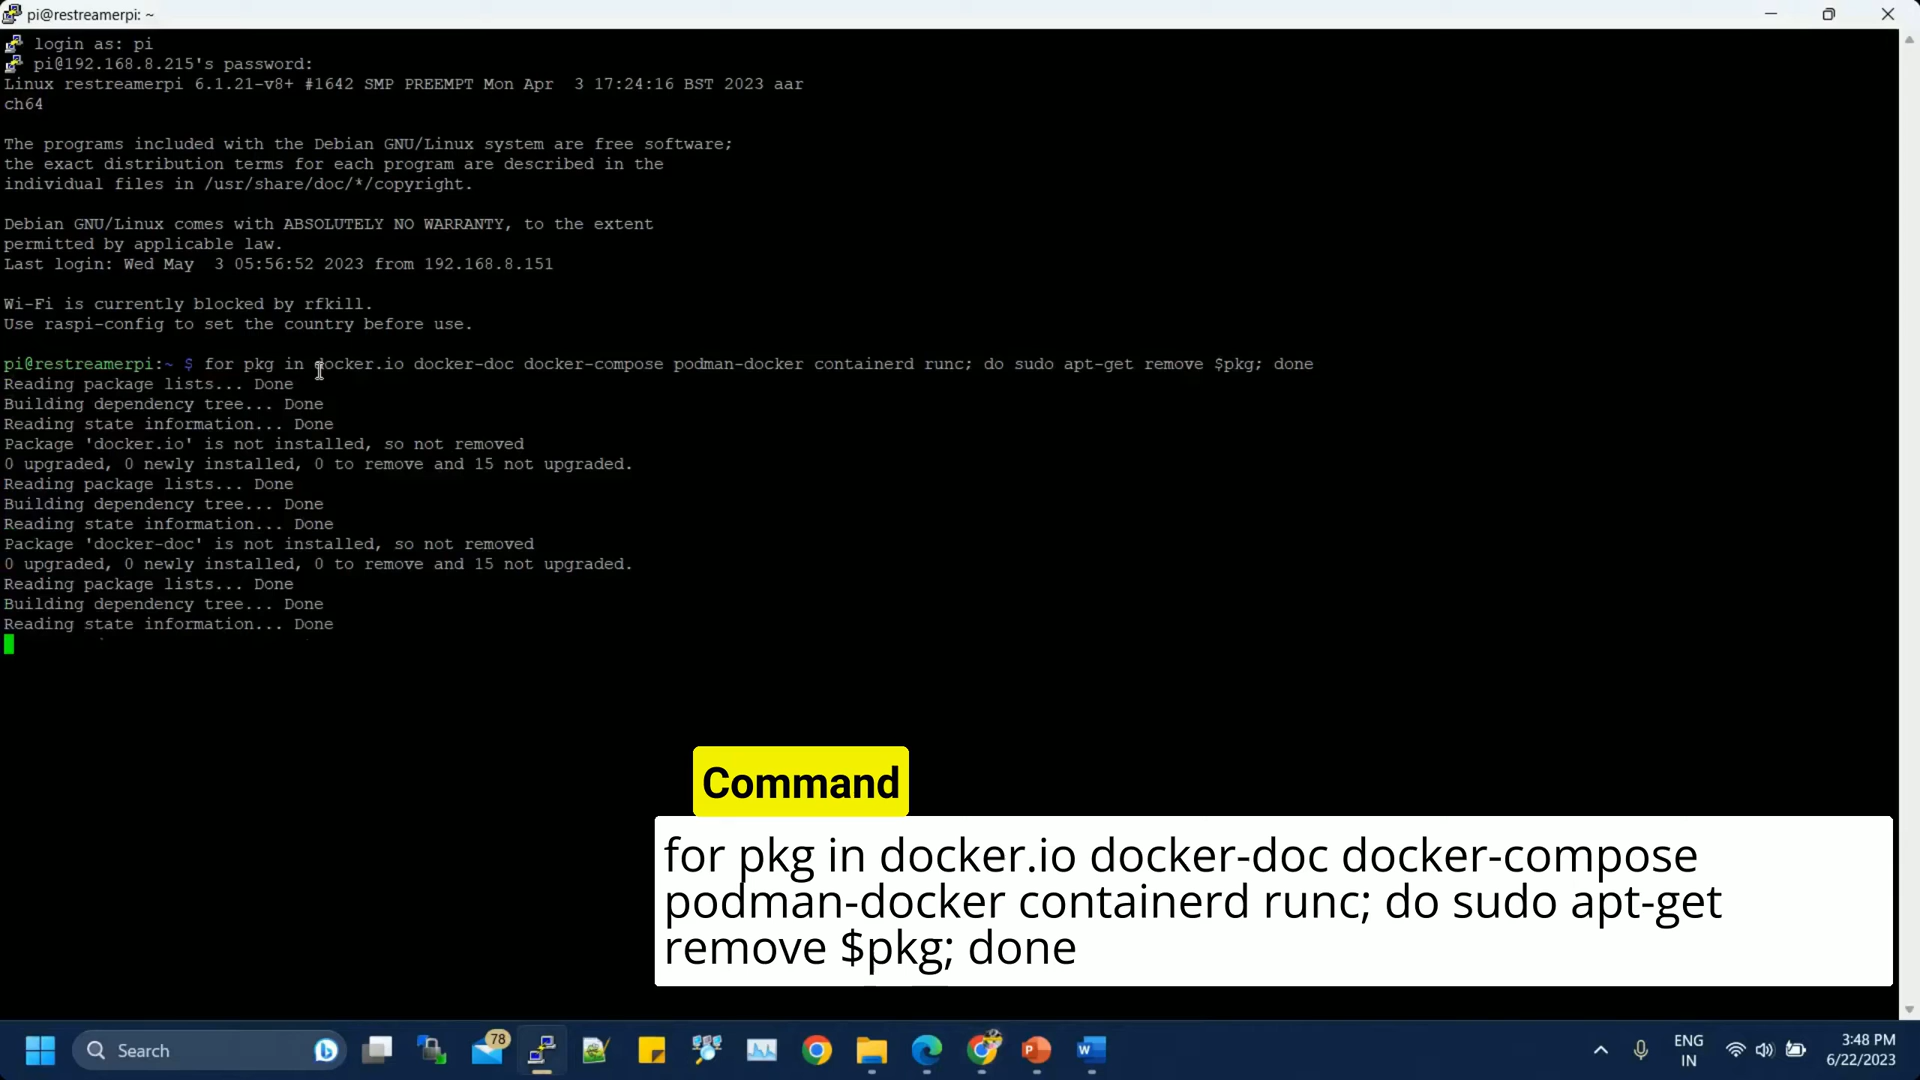 pi@restreamerpi: ~
login as: pi
pi@192.168.8.215's password:
Linux restreamerpi 6.1.21-v8+ #1642 SMP PREEMPT Mon Apr  3 17:24:16 BST 2023 aar
ch64
The programs included with the Debian GNU/Linux system are free software;
the exact distribution terms for each program are described in the
individual files in /usr/share/doc/*/copyright.
Debian GNU/Linux comes with ABSOLUTELY NO WARRANTY, to the extent
permitted by applicable law.
Last login: Wed May  3 05:56:52 2023 from 192.168.8.151
Wi-Fi is currently blocked by rfkill.
Use raspi-config to set the country before use.
pi@restreamerpi:~ $ for pkg in docker.io docker-doc docker-compose podman-docker containerd runc; do sudo apt-get remove $pkg; done
Reading package lists... Done
Building dependency tree... Done
Reading state information... Done
Package 'docker.io' is not installed, so not removed
0 upgraded, 0 newly installed, 0 to remove and 15 not upgraded.
Reading package lists... Done
Building dependency tree... Done
Reading state information... Done
Package 'docker-doc' is not installed, so not removed
0 upgraded, 0 newly installed, 0 to remove and 15 not upgraded.
Reading package lists... Done
Building dependency tree... Done
Reading state information... Done
Command
for pkg in docker.io docker-doc docker-compose
podman-docker containerd runc; do sudo apt-get
remove $pkg; done
Search
78
ENG
IN
3:48 PM
6/22/2023